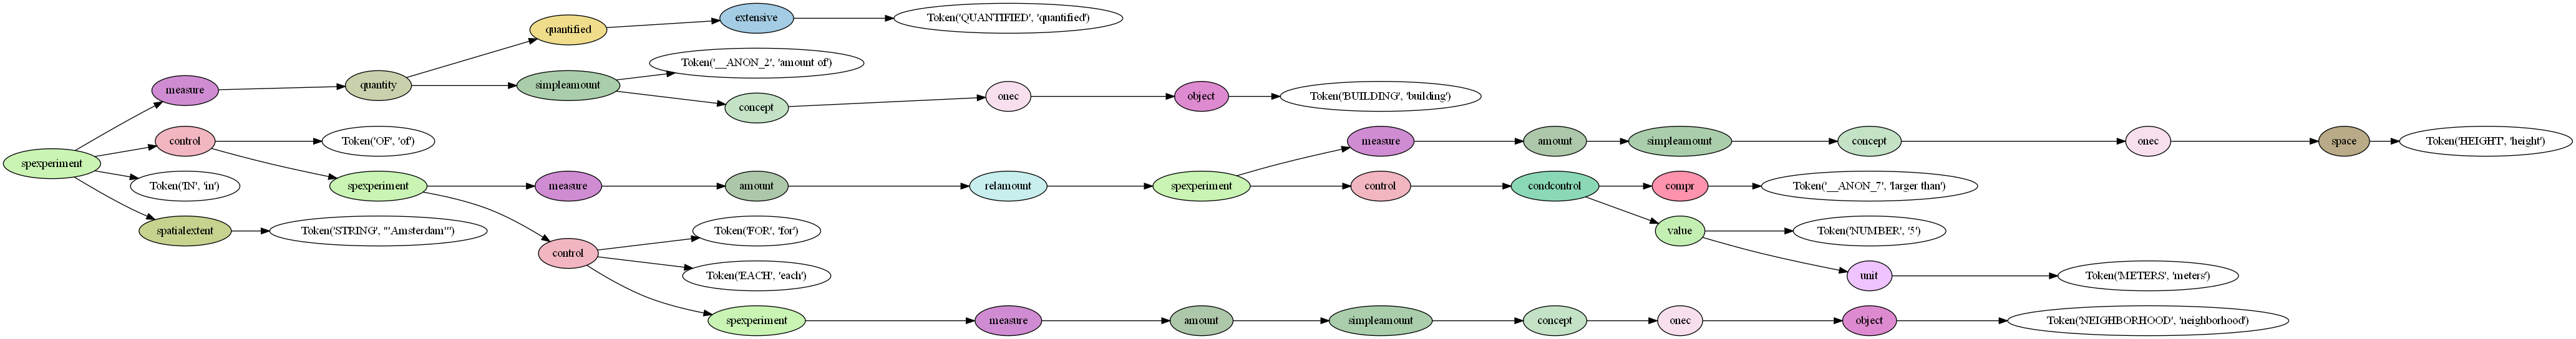 extensive
Token('QUANTIFIED', 'quantified')
quantified
Token('__ANON_2', 'amount of')
measure
quantity
simpleamount
concept
onec
object
Token('BUILDING', 'building')
control
Token('OF', 'of')
measure
amount
simpleamount
concept
onec
space
Token('HEIGHT', 'height')
spexperiment
Token('IN', 'in')
spexperiment
measure
amount
relamount
spexperiment
control
condcontrol
compr
Token('__ANON_7', 'larger than')
spatialextent
Token('STRING', "'Amsterdam'")
Token('FOR', 'for')
value
Token('NUMBER', '5')
control
Token('EACH', 'each')
unit
Token('METERS', 'meters')
spexperiment
measure
amount
simpleamount
concept
onec
object
Token('NEIGHBORHOOD', 'neighborhood')